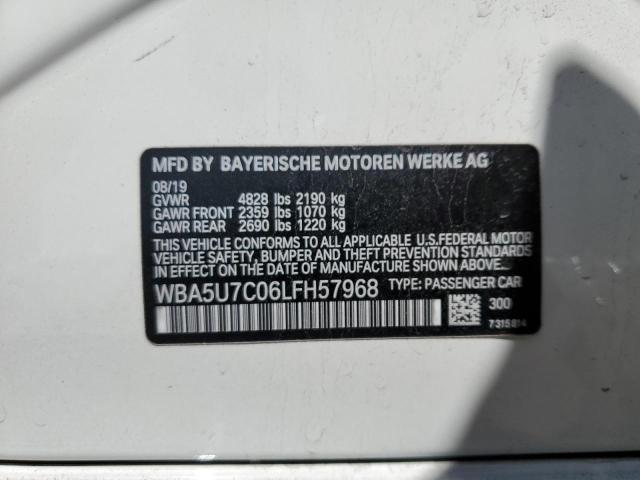 MFD BY BAYERISCHE MOTOREN WERKE AG
08/19
GVWR 4828 lbs 2190 kg
GAWR FRONT 2359 lbs 1070 kg
GAWR REAR 2690 lbs 1220 kg
THIS VEHICLE CONFORMS TO ALL APPLICABLE U.S.FEDERAL MOTOR
VEHICLE SAFETY, BUMPER AND THEFT PREVENTION STANDARDS
IN EFFECT ON THE DATE OF MANUFACTURE SHOWN ABOVE.
WBA5U7C06LFH57968 TYPE: PASSENGER CAR
300
7315814